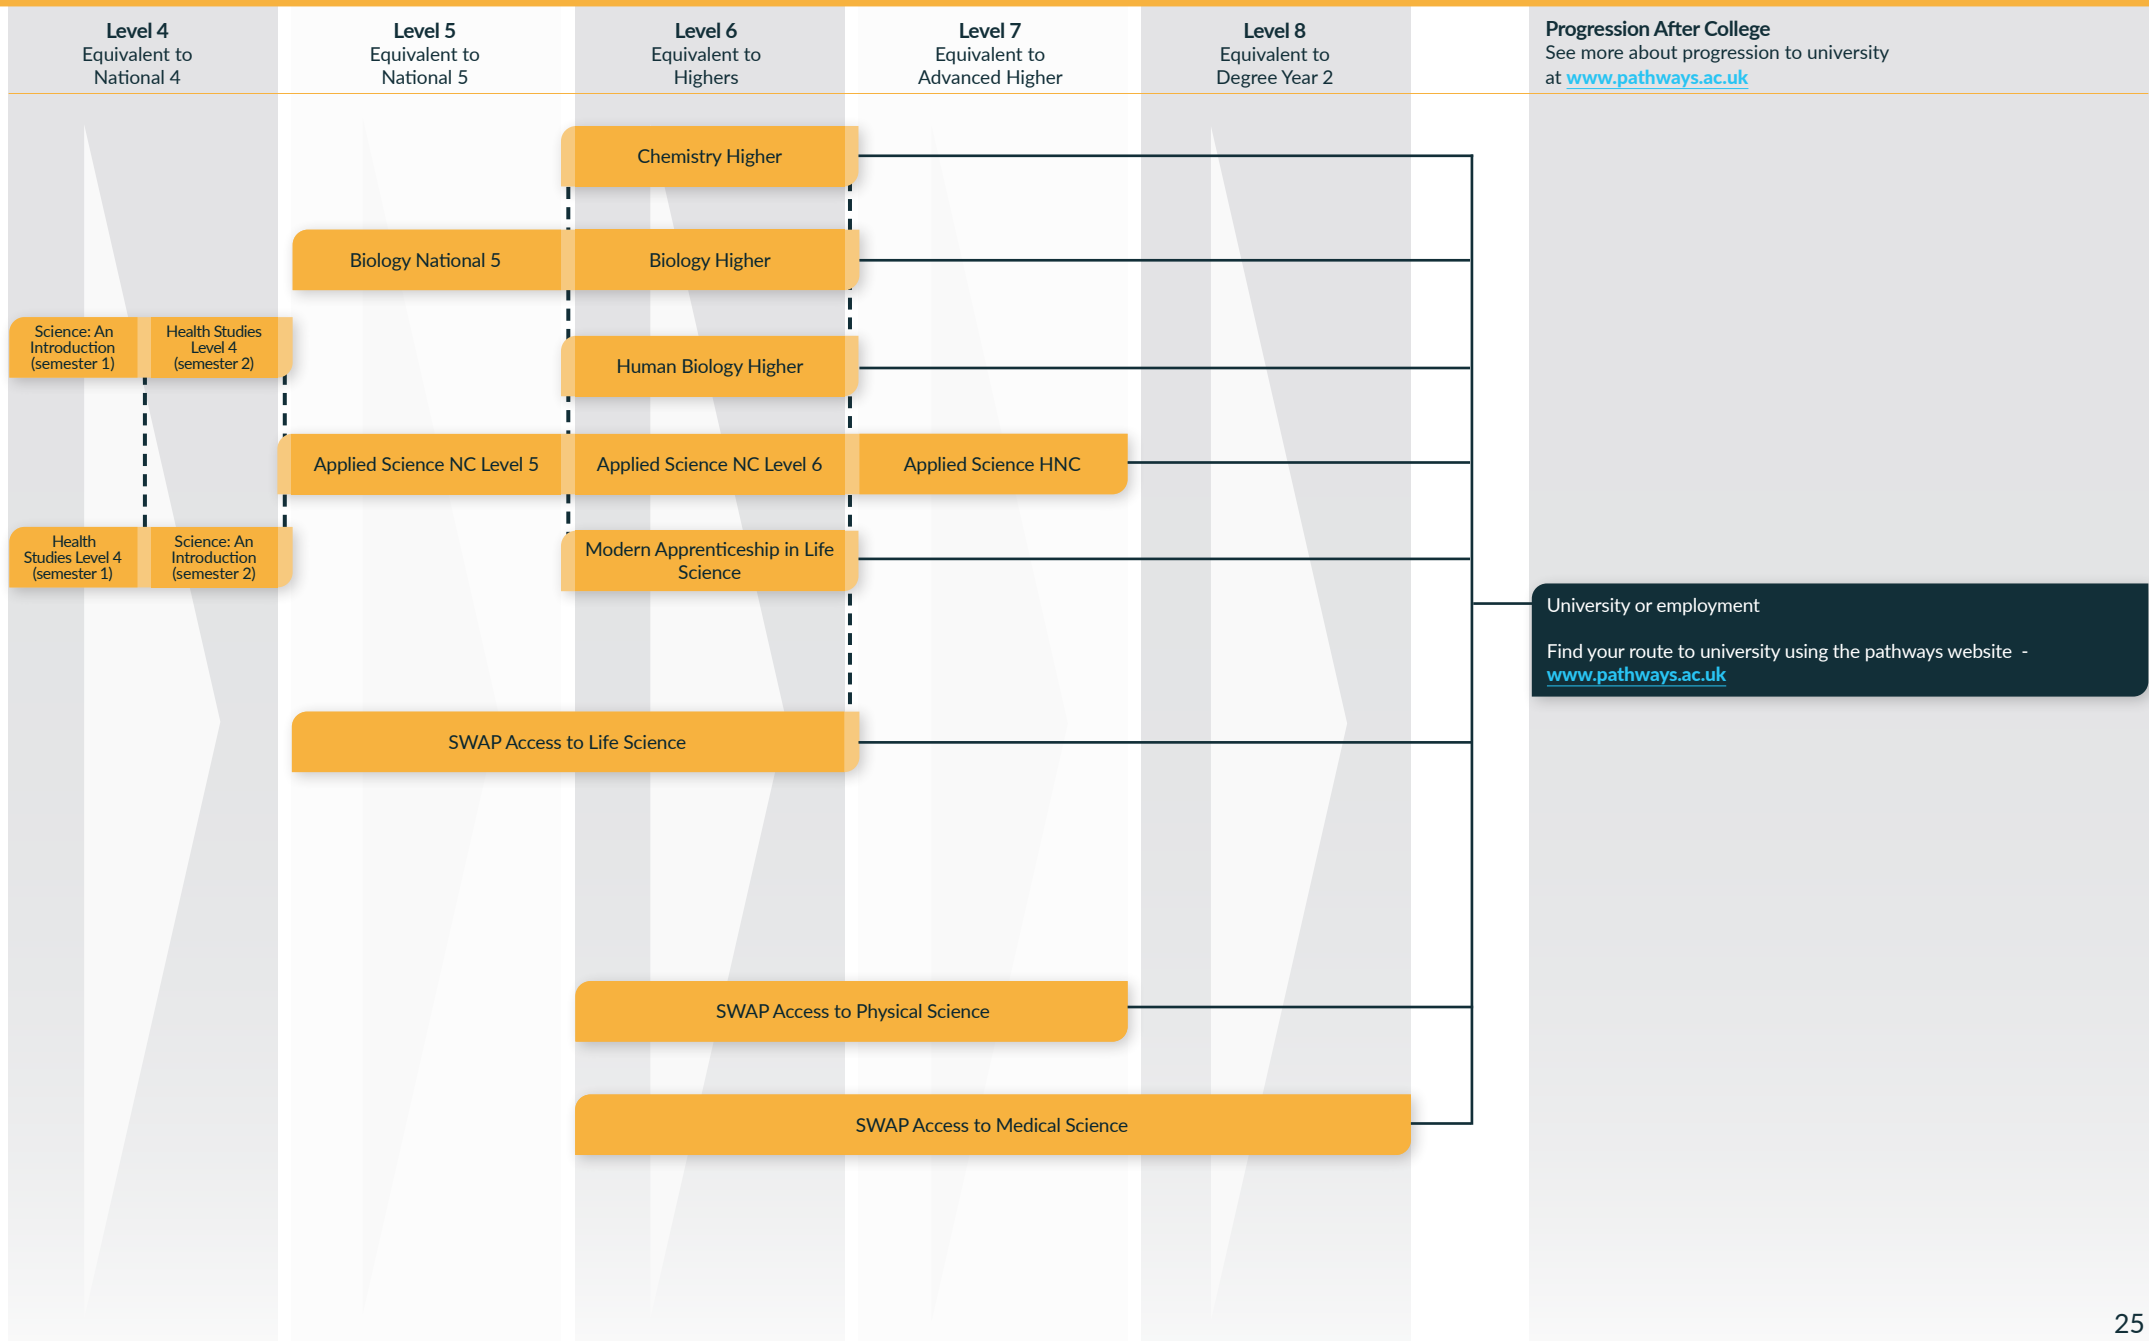 Level 4
Equivalent to
National 4
Level 5
Equivalent to
National 5
Level 6
Equivalent to
Highers
Level 7
Equivalent to
Advanced Higher
Level 8
Equivalent to
Degree Year 2
Progression After College
See more about progression to university
at www.pathways.ac.uk
Chemistry Higher
Biology National 5
Biology Higher
Science: An
Introduction
(semester 1)
Health Studies
Level 4
(semester 2)
Human Biology Higher
Applied Science NC Level 5
Applied Science NC Level 6
Applied Science HNC
Health
Studies Level 4
(semester 1)
Science: An
Introduction
(semester 2)
Modern Apprenticeship in Life
Science
University or employment
Find your route to university using the pathways website -
www.pathways.ac.uk
SWAP Access to Life Science
SWAP Access to Physical Science
SWAP Access to Medical Science
25